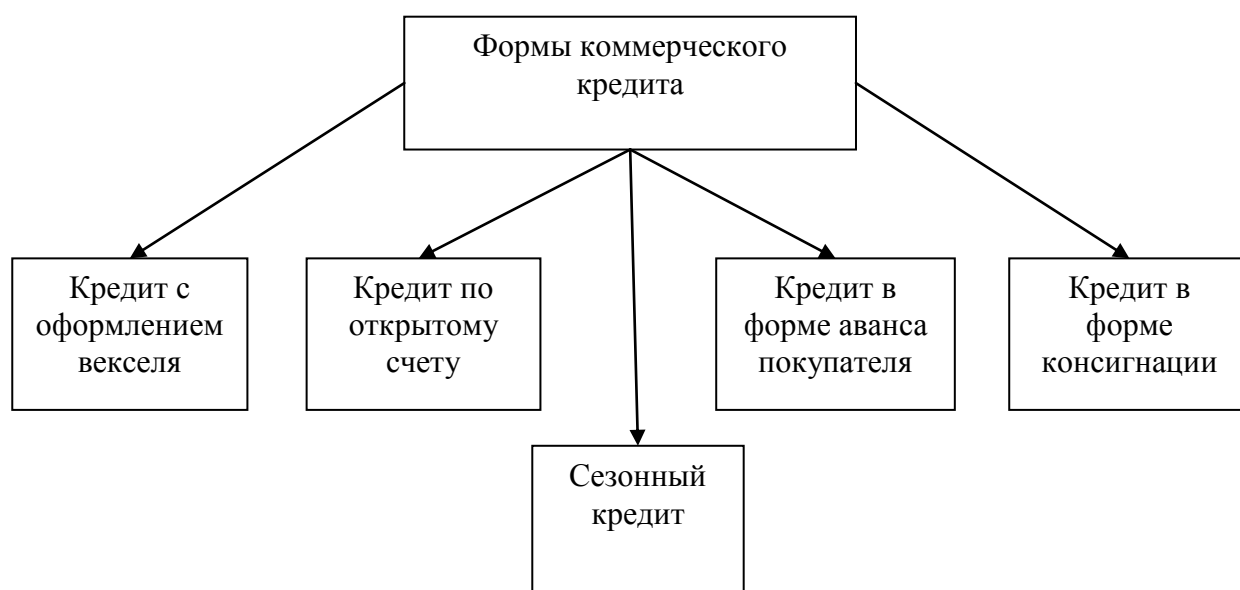 Формы коммерческого
кредита
Кредит с
оформлением
векселя
Кредит по
открытому
счету
Кредит в
форме аванса
покупателя
Кредит в
форме
консигнации
Сезонный
кредит